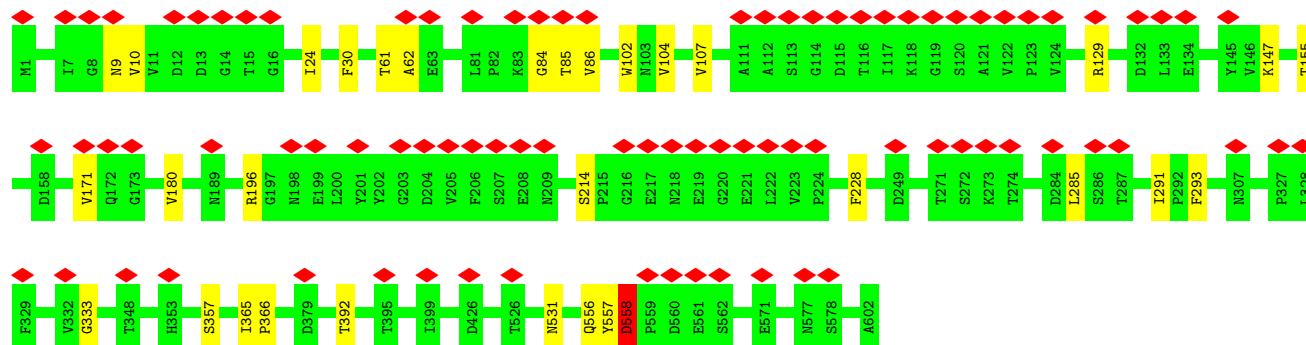 M1 I7 G8 N9 V10 V11 D12 D13 G14 T15 G16 I24 F30 T61 A62 E63 L81 P82 K83 G84 T85 V86 W102 N103 V104 V107 A111 A112 S113 G114 D115 T116 I117 K118 G119 S120 A121 V122 P123 V124 R129 D132 L133 E134 Y145 V146 K147 T155
D158 V171 Q172 G173 V180 N189 R196 G197 N198 E199 L200 Y201 Y202 G203 D204 V205 F206 S207 E208 N209 S214 P215 G216 E217 N218 E219 G220 E221 L222 V223 P224 F228 D249 T271 S272 K273 T274 D284 L285 S286 T287 I291 P292 F293 N307 P327 L328
F329 V332 G333 T348 H353 S357 I365 P366 D379 T392 T395 I399 D426 T526 N531 Q556 Y557 D558 P559 D560 E561 S562 E571 N577 S578 A602